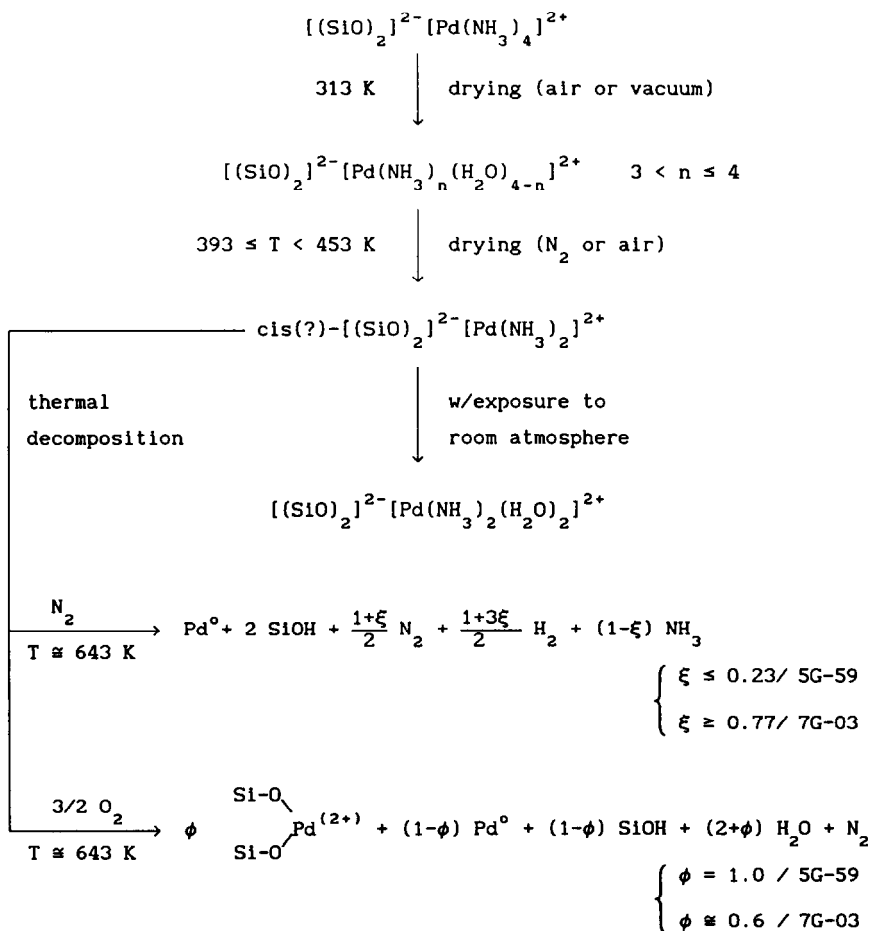 [(SiO)₂]²⁻[Pd(NH₃)₄]²⁺
313 K drying (air or vacuum)
[(SiO)₂]²⁻[Pd(NH₃)ₙ(H₂O)₄₋ₙ]²⁺ 3 < n ≤ 4
393 ≤ T < 453 K drying (N₂ or air)
cis(?)-[(SiO)₂]²⁻[Pd(NH₃)₂]²⁺
thermal w/exposure to
decomposition room atmosphere
[(SiO)₂]²⁻[Pd(NH₃)₂(H₂O)₂]²⁺
N₂
T ≅ 643 K
Pd° + 2 SiOH + (1+ξ)/2 N₂ + (1+3ξ)/2 H₂ + (1-ξ) NH₃
ξ ≤ 0.23/ 5G-59
ξ ≥ 0.77/ 7G-03
3/2 O₂
T ≅ 643 K
Si-O
φ Pd⁽²⁺⁾ + (1-φ) Pd° + (1-φ) SiOH + (2+φ) H₂O + N₂
Si-O
φ = 1.0 / 5G-59
φ ≅ 0.6 / 7G-03